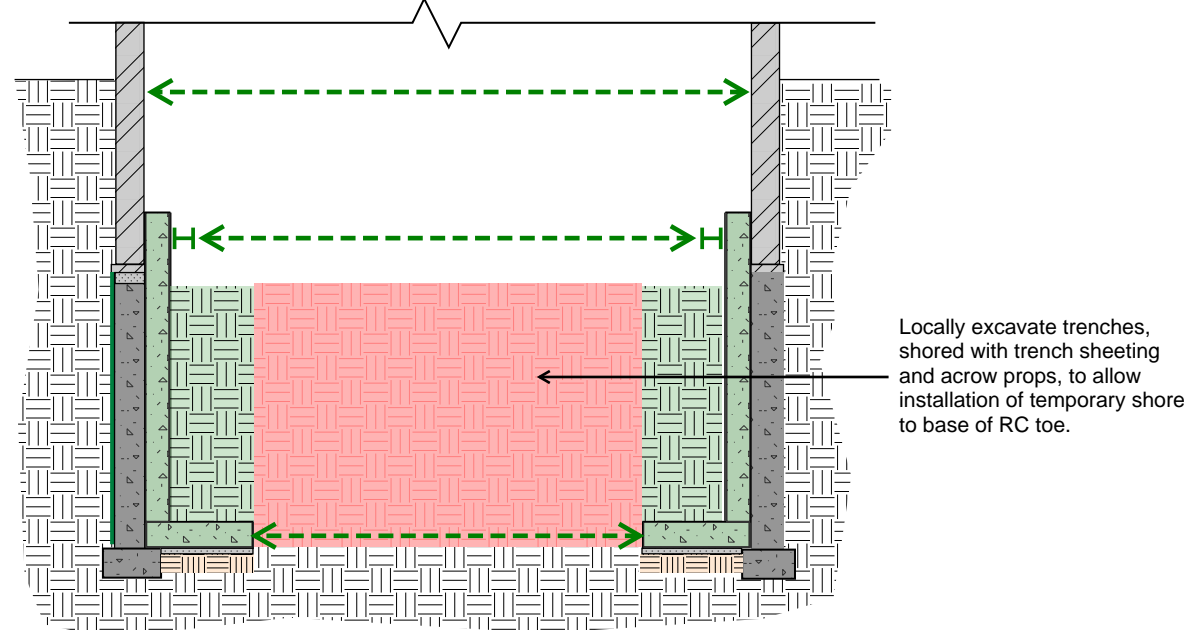 Locally excavate trenches,
shored with trench sheeting
and acrow props, to allow
installation of temporary shore
to base of RC toe.